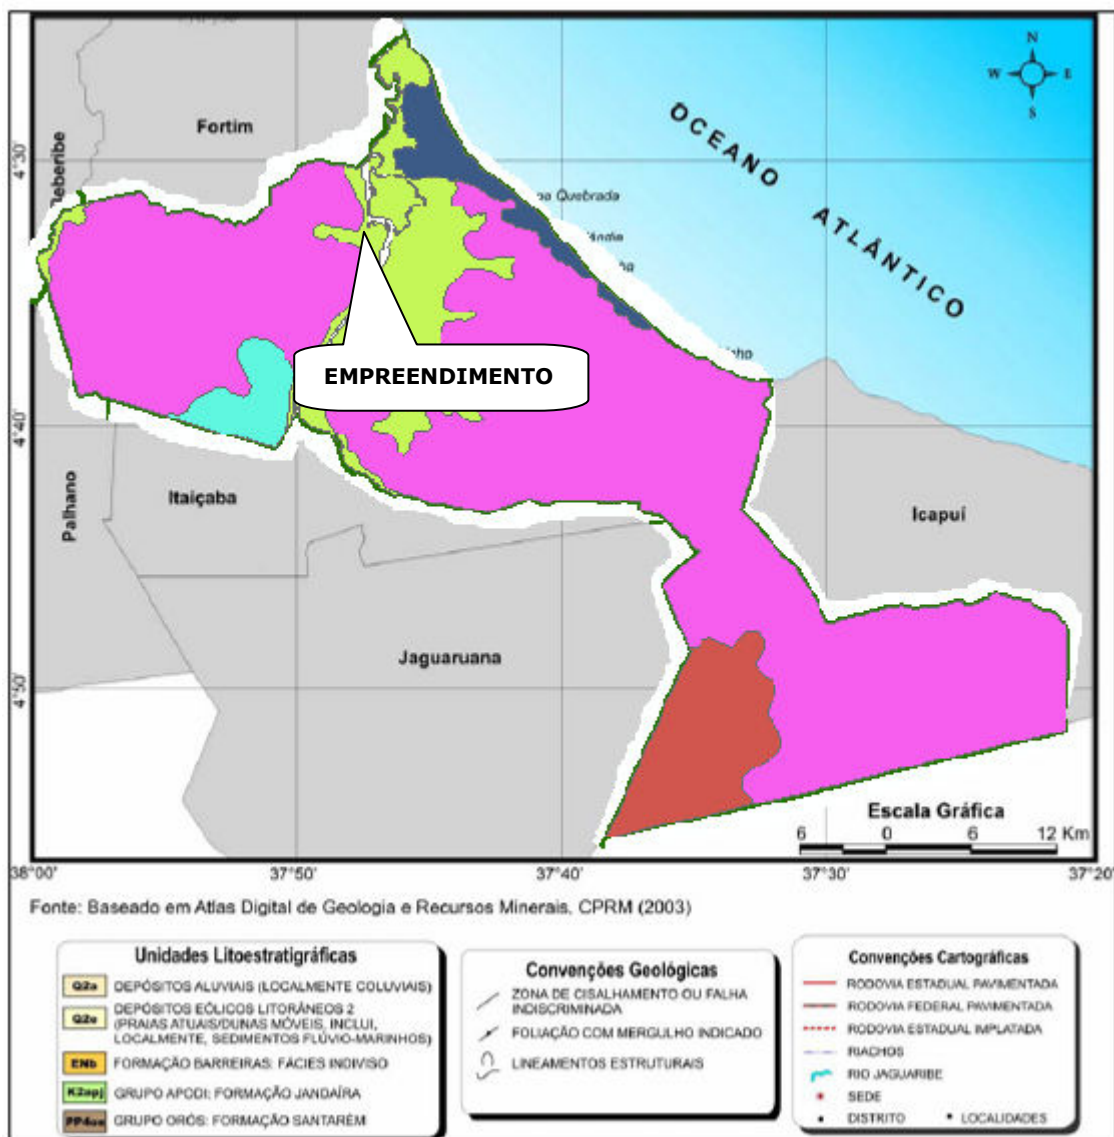 N
W E
S
Fortim
OCEANO
ATLÂNTICO
4°30'
Quebrada
EMPREENDIMENTO
4°40'
Itaiçaba
Palhano
Icapuí
Jaguaruana
4°50'
Escala Gráfica
6 0 6 12 Km
38°00' 37°50' 37°40' 37°30' 37°20'
Fonte: Baseado em Atlas Digital de Geologia e Recursos Minerais, CPRM (2003)
Unidades Litoestratigráficas
Q2a DEPÓSITOS ALUVIAIS (LOCALMENTE COLUVIAIS)
Q2e DEPÓSITOS EÓLICOS LITORÂNEOS 2
(PRAIAS ATUAIS/DUNAS MÓVEIS, INCLUI,
LOCALMENTE, SEDIMENTOS FLÚVIO-MARINHOS)
ENb FORMAÇÃO BARREIRAS: FÁCIES INDIVISO
K2apj GRUPO APODI: FORMAÇÃO JANDAÍRA
GRUPO ORÓS: FORMAÇÃO SANTARÉM
Convenções Geológicas
ZONA DE CISALHAMENTO OU FALHA
INDISCRIMINADA
FOLIAÇÃO COM MERGULHO INDICADO
LINEAMENTOS ESTRUTURAIS
Convenções Cartográficas
RODOVIA ESTADUAL PAVIMENTADA
RODOVIA FEDERAL PAVIMENTADA
RODOVIA ESTADUAL IMPLATADA
RIACHOS
RIO JAGUARIBE
SEDE
DISTRITO • LOCALIDADES